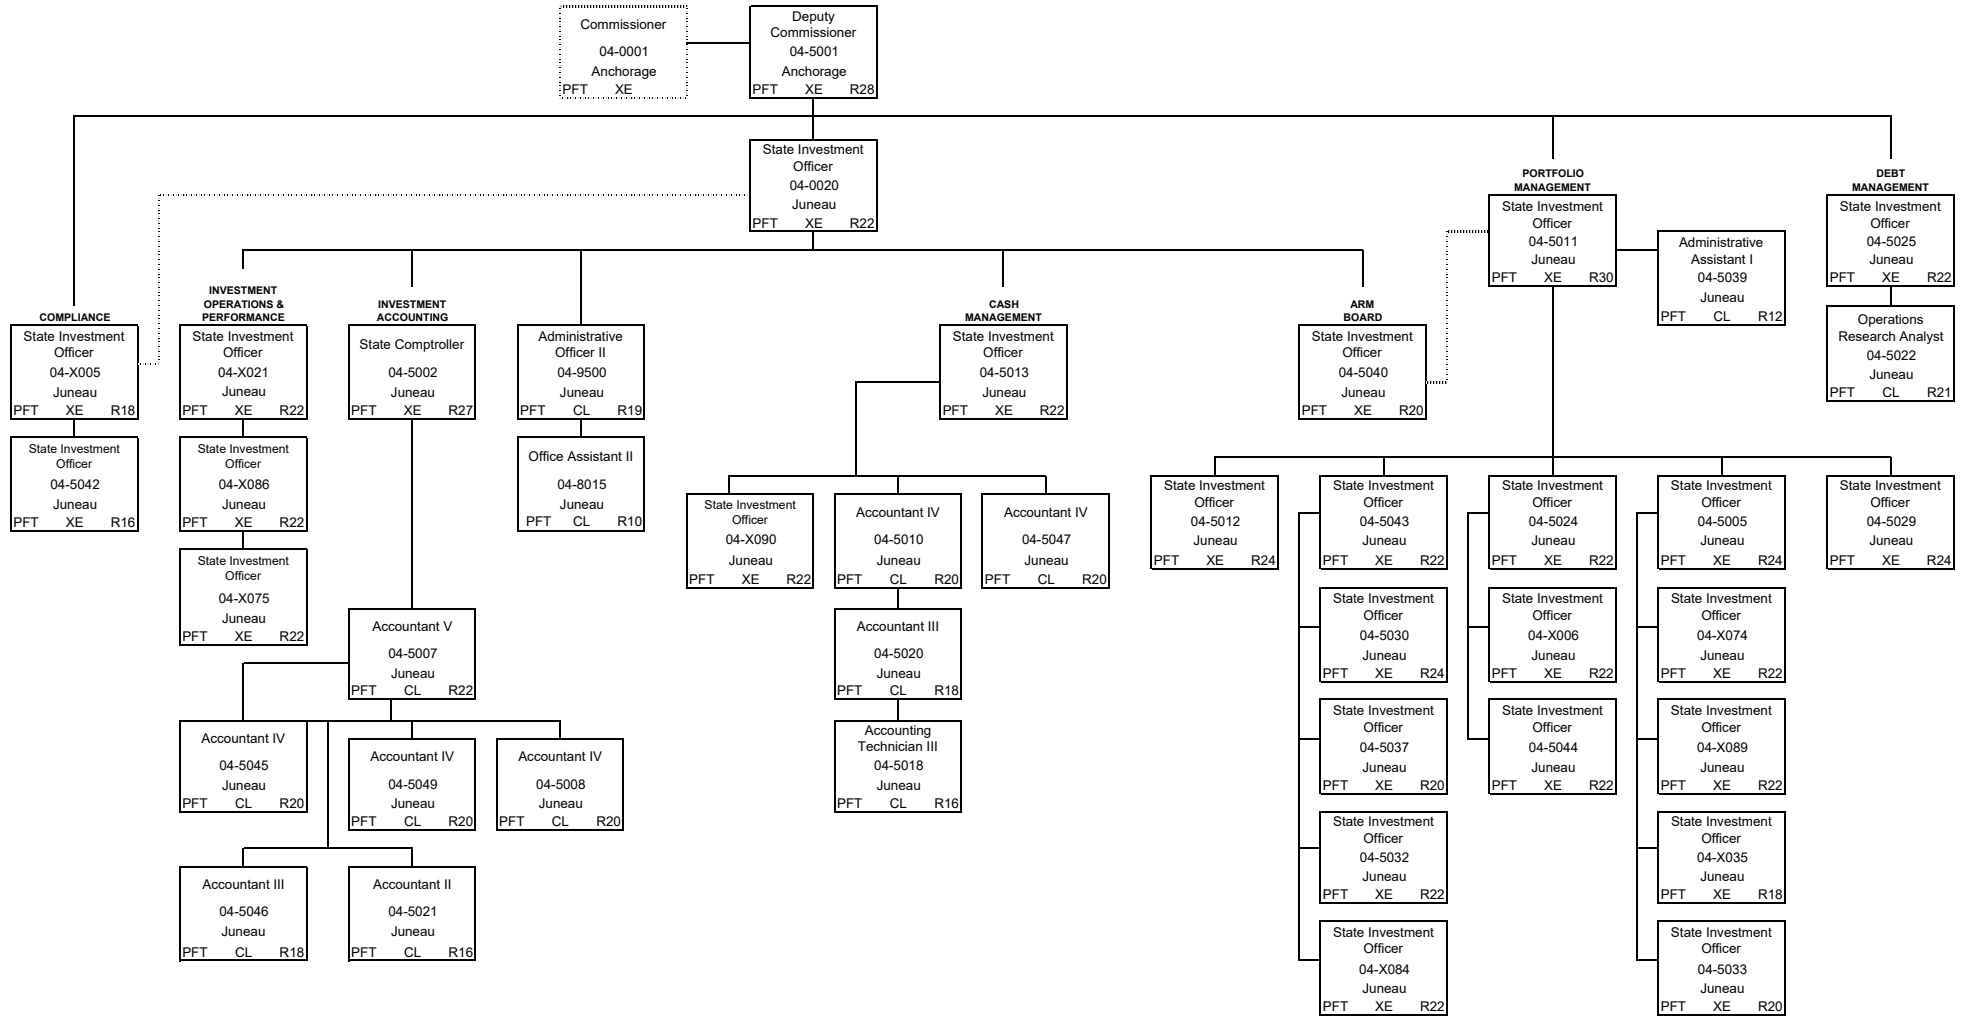 Commissioner
04-0001
Anchorage
PFT XE
Deputy
Commissioner
04-5001
Anchorage
PFT XE R28
State Investment
Officer
04-0020
Juneau
PFT XE R22
COMPLIANCE
State Investment
Officer
04-X005
Juneau
PFT XE R18
State Investment
Officer
04-5042
Juneau
PFT XE R16
INVESTMENT
OPERATIONS &
PERFORMANCE
State Investment
Officer
04-X021
Juneau
PFT XE R22
State Investment
Officer
04-X086
Juneau
PFT XE R22
State Investment
Officer
04-X075
Juneau
PFT XE R22
INVESTMENT
ACCOUNTING
State Comptroller
04-5002
Juneau
PFT XE R27
Accountant V
04-5007
Juneau
PFT CL R22
Accountant IV
04-5045
Juneau
PFT CL R20
Accountant IV
04-5049
Juneau
PFT CL R20
Accountant IV
04-5008
Juneau
PFT CL R20
Accountant III
04-5046
Juneau
PFT CL R18
Accountant II
04-5021
Juneau
PFT CL R16
Administrative
Officer II
04-9500
Juneau
PFT CL R19
Office Assistant II
04-8015
Juneau
PFT CL R10
CASH
MANAGEMENT
State Investment
Officer
04-5013
Juneau
PFT XE R22
State Investment
Officer
04-X090
Juneau
PFT XE R22
Accountant IV
04-5010
Juneau
PFT CL R20
Accountant IV
04-5047
Juneau
PFT CL R20
Accountant III
04-5020
Juneau
PFT CL R18
Accounting
Technician III
04-5018
Juneau
PFT CL R16
ARM
BOARD
State Investment
Officer
04-5040
Juneau
PFT XE R20
PORTFOLIO
MANAGEMENT
State Investment
Officer
04-5011
Juneau
PFT XE R30
Administrative
Assistant I
04-5039
Juneau
PFT CL R12
State Investment
Officer
04-5012
Juneau
PFT XE R24
State Investment
Officer
04-5043
Juneau
PFT XE R22
State Investment
Officer
04-5030
Juneau
PFT XE R24
State Investment
Officer
04-5037
Juneau
PFT XE R20
State Investment
Officer
04-5032
Juneau
PFT XE R22
State Investment
Officer
04-X084
Juneau
PFT XE R22
State Investment
Officer
04-5024
Juneau
PFT XE R22
State Investment
Officer
04-X006
Juneau
PFT XE R22
State Investment
Officer
04-5044
Juneau
PFT XE R22
State Investment
Officer
04-5005
Juneau
PFT XE R24
State Investment
Officer
04-X074
Juneau
PFT XE R22
State Investment
Officer
04-X089
Juneau
PFT XE R22
State Investment
Officer
04-X035
Juneau
PFT XE R18
State Investment
Officer
04-5033
Juneau
PFT XE R20
State Investment
Officer
04-5029
Juneau
PFT XE R24
DEBT
MANAGEMENT
State Investment
Officer
04-5025
Juneau
PFT XE R22
Operations
Research Analyst
04-5022
Juneau
PFT CL R21